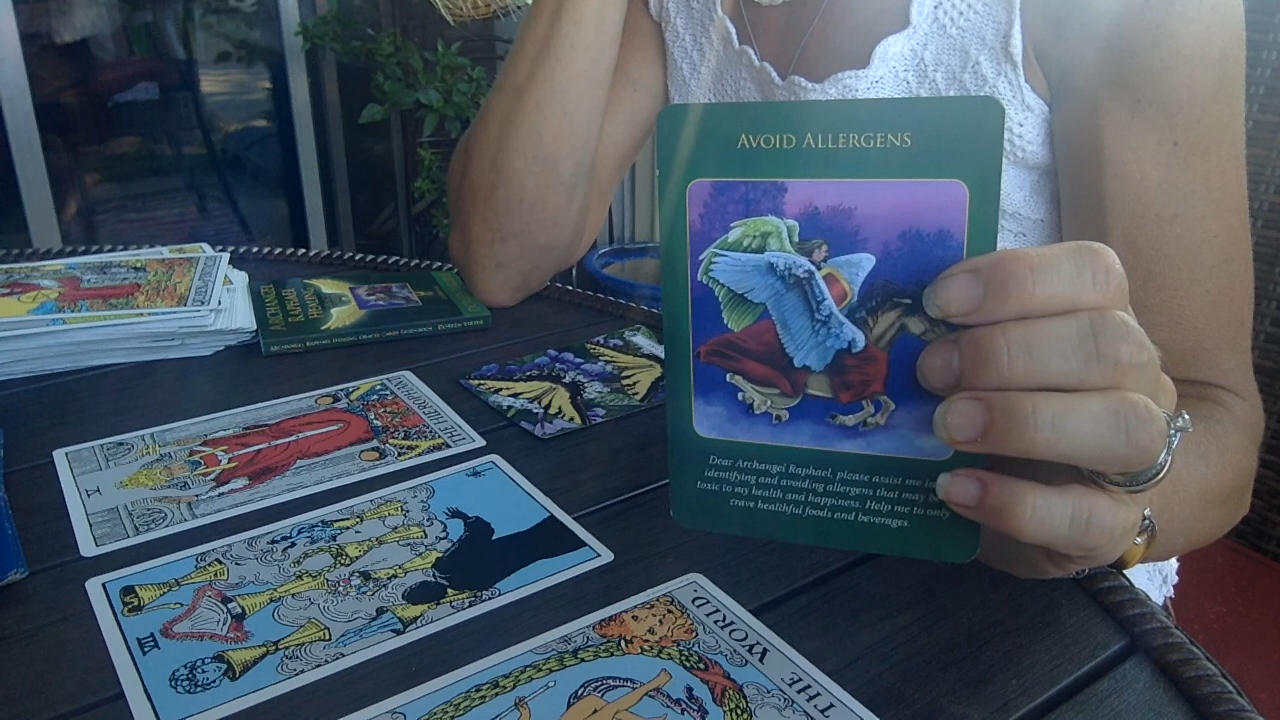 AVOID ALLERGENS
Dear Archangel Raphael, please assist me in
identifying and avoiding allergens that may be
toxic to my health and happiness. Help me to only
crave healthful foods and beverages.
ARCHANGEL
RAPHAEL
HEALING
THE HIEROPHANT
V
VII
THE WORLD.